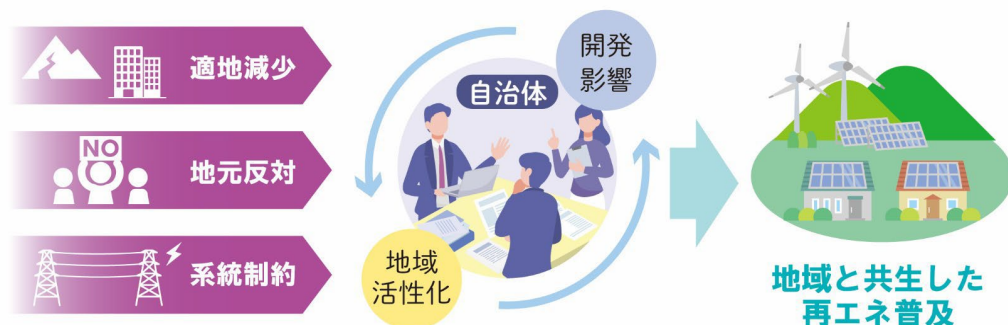 適地減少
NO
地元反対
系統制約
開発
影響
自治体
地域
活性化
地域と共生した
再エネ普及